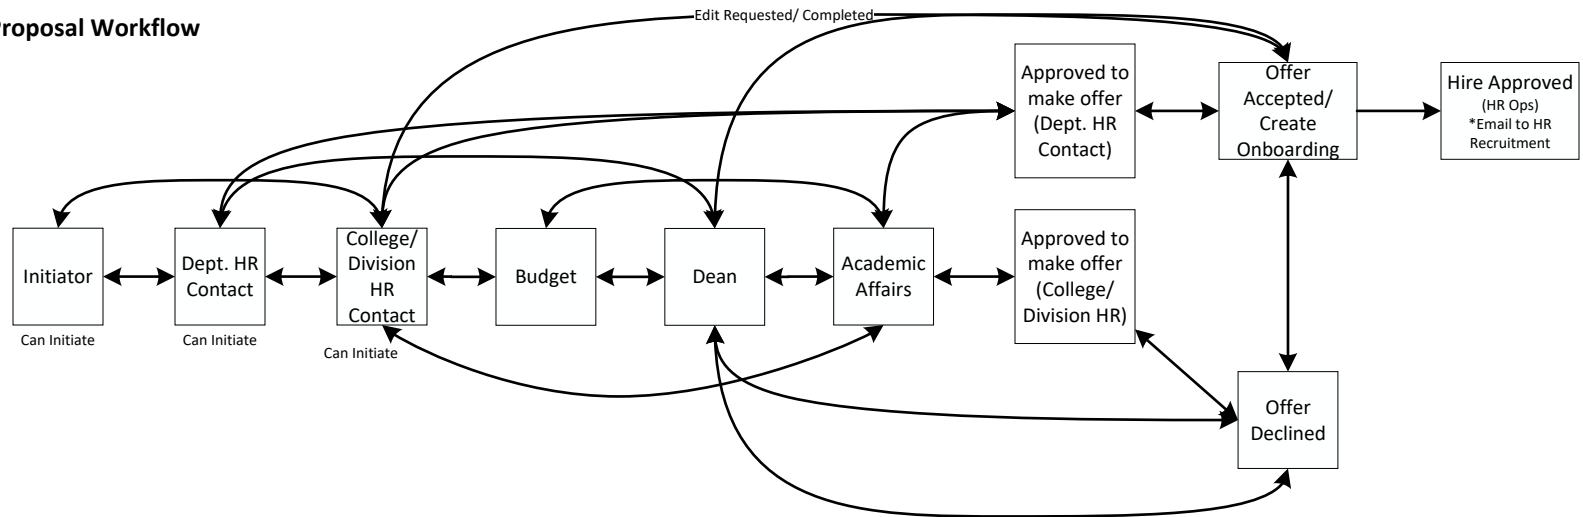 roposal Workflow
Edit Requested/ Completed
Approved to
make offer
(Dept. HR
Contact)
Offer
Accepted/
Create
Onboarding
Hire Approved
(HR Ops)
*Email to HR
Recruitment
Initiator
Can Initiate
Dept. HR
Contact
Can Initiate
College/
Division
HR
Contact
Can Initiate
Budget
Dean
Academic
Affairs
Approved to
make offer
(College/
Division HR)
Offer
Declined